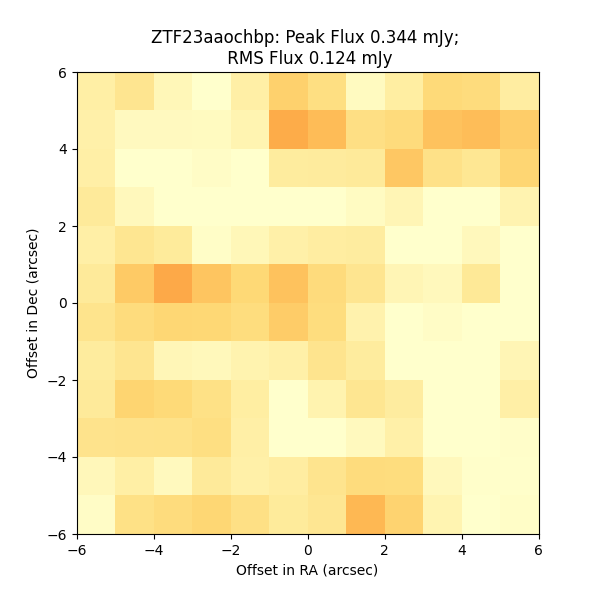 ZTF23aaochbp: Peak Flux 0.344 mJy;
RMS Flux 0.124 mJy
6
4
2
0
−2
−4
−6
Offset in Dec (arcsec)
−6 −4 −2 0 2 4 6
Offset in RA (arcsec)